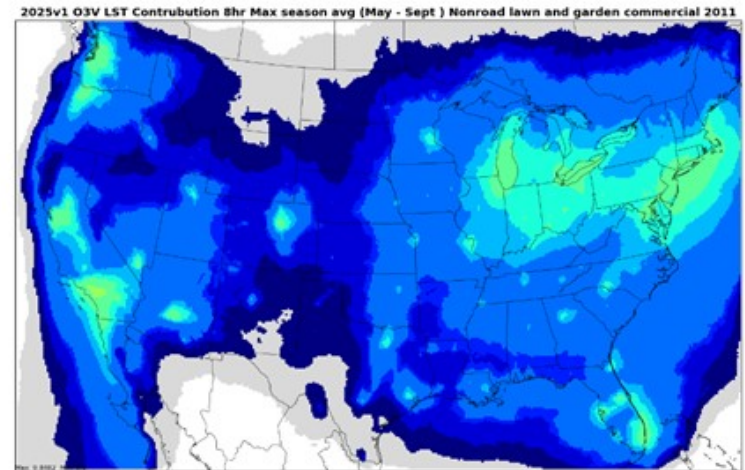 2025v1 O3V LST Contrubution 8hr Max season avg (May - Sept ) Nonroad lawn and garden commercial 2011